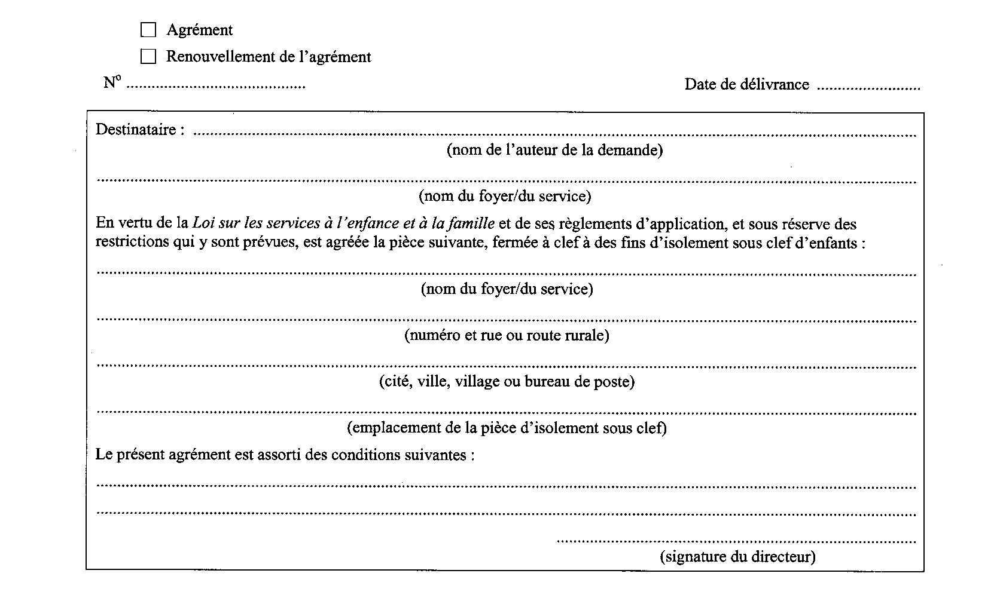 ☐ Agrément
☐ Renouvellement de l'agrément
Nº ........................................... Date de délivrance .........................
Destinataire : ...........................................................................
(nom de l'auteur de la demande)
...........................................................................
(nom du foyer/du service)
En vertu de la Loi sur les services à l'enfance et à la famille et de ses règlements d'application, et sous réserve des
restrictions qui y sont prévues, est agréée la pièce suivante, fermée à clef à des fins d'isolement sous clef d'enfants :
...........................................................................
(nom du foyer/du service)
...........................................................................
(numéro et rue ou route rurale)
...........................................................................
(cité, ville, village ou bureau de poste)
...........................................................................
(emplacement de la pièce d'isolement sous clef)
Le présent agrément est assorti des conditions suivantes :
...........................................................................
...........................................................................
...........................................................................
(signature du directeur)